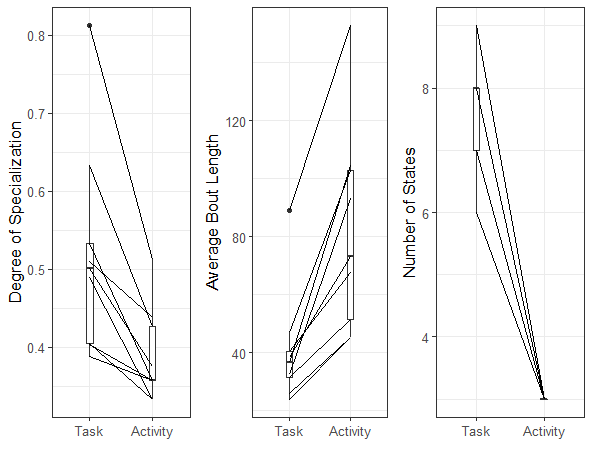 Degree of Specialization
0.8
0.7
0.6
0.5
0.4
Task Activity
Average Bout Length
120
80
40
Task Activity
Number of States
8
6
4
Task Activity